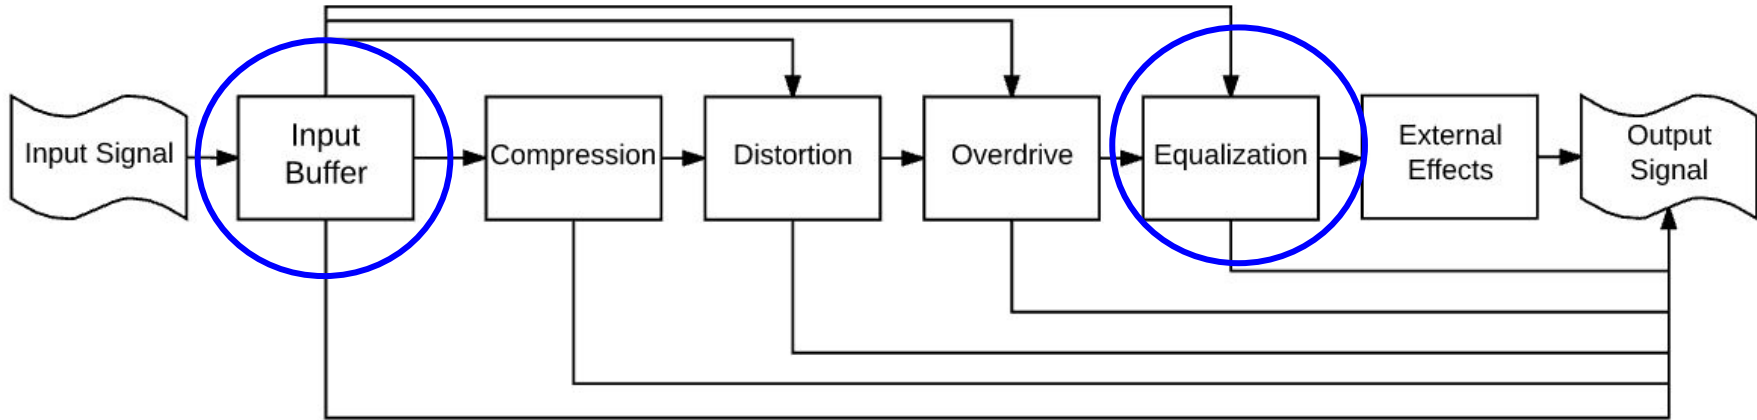 Input Signal
Input
Buffer
Compression
Distortion
Overdrive
Equalization
External
Effects
Output
Signal